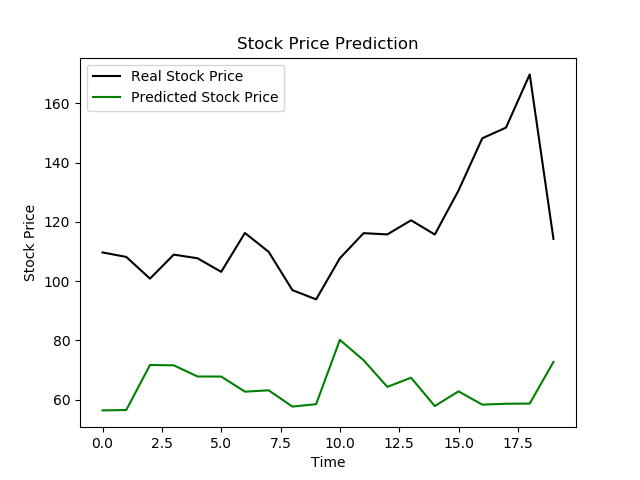 Stock Price Prediction
Real Stock Price
Predicted Stock Price
160
140
120
100
80
60
Stock Price
0.0 2.5 5.0 7.5 10.0 12.5 15.0 17.5
Time